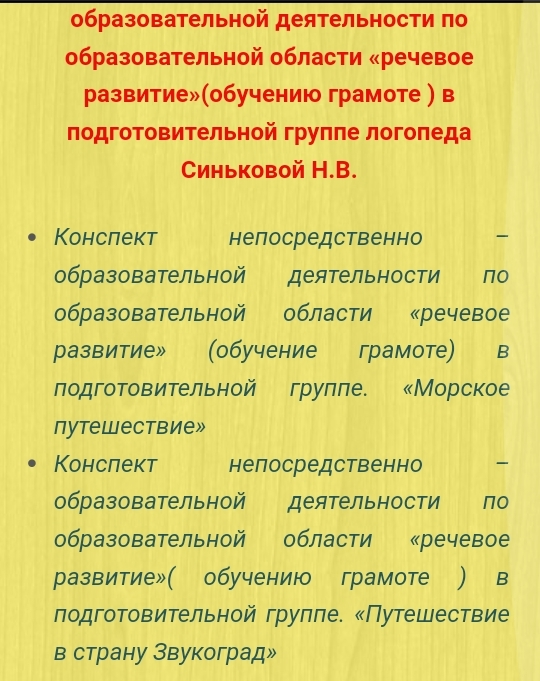 образовательной деятельности по
образовательной области «речевое
развитие»(обучению грамоте ) в
подготовительной группе логопеда
Синьковой Н.В.
• Конспект непосредственно –
образовательной деятельности по
образовательной области «речевое
развитие» (обучение грамоте) в
подготовительной группе. «Морское
путешествие»
• Конспект непосредственно –
образовательной деятельности по
образовательной области «речевое
развитие»( обучению грамоте ) в
подготовительной группе. «Путешествие
в страну Звукоград»